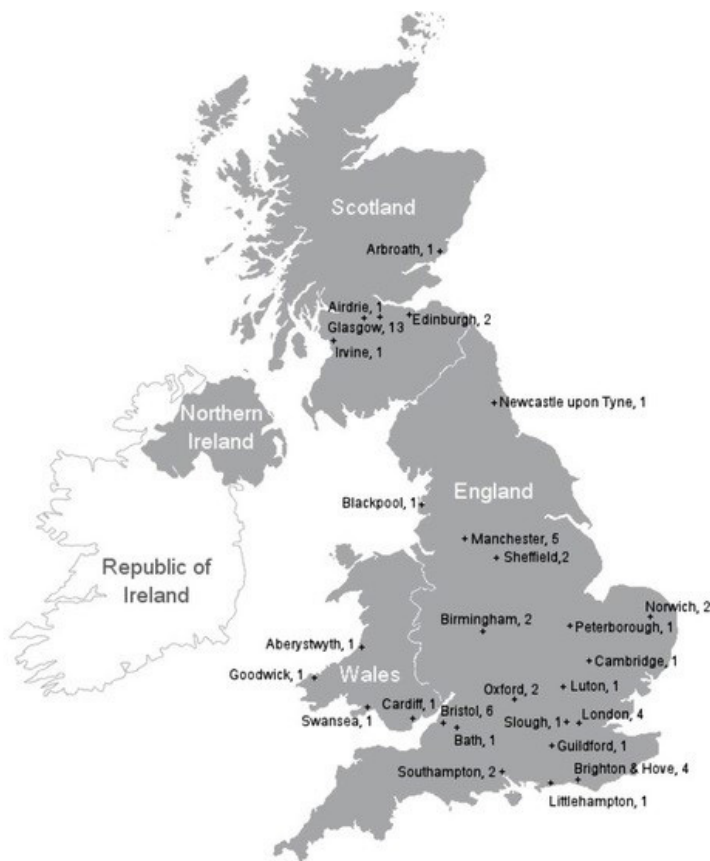 Scotland
Arbroath, 1
Airdrie, 1
Glasgow, 13
Edinburgh, 2
Irvine, 1
Newcastle upon Tyne, 1
Northern
Ireland
Blackpool, 1
England
Manchester, 5
Sheffield,2
Republic of
Ireland
Norwich, 2
Birmingham, 2
Peterborough, 1
Aberystwyth, 1
Cambridge, 1
Goodwick, 1
Wales
Luton, 1
Oxford, 2
Cardiff, 1
Swansea, 1
Bristol, 6
Slough, 1
London, 4
Bath, 1
Guildford, 1
Southampton, 2
Brighton & Hove, 4
Littlehampton, 1